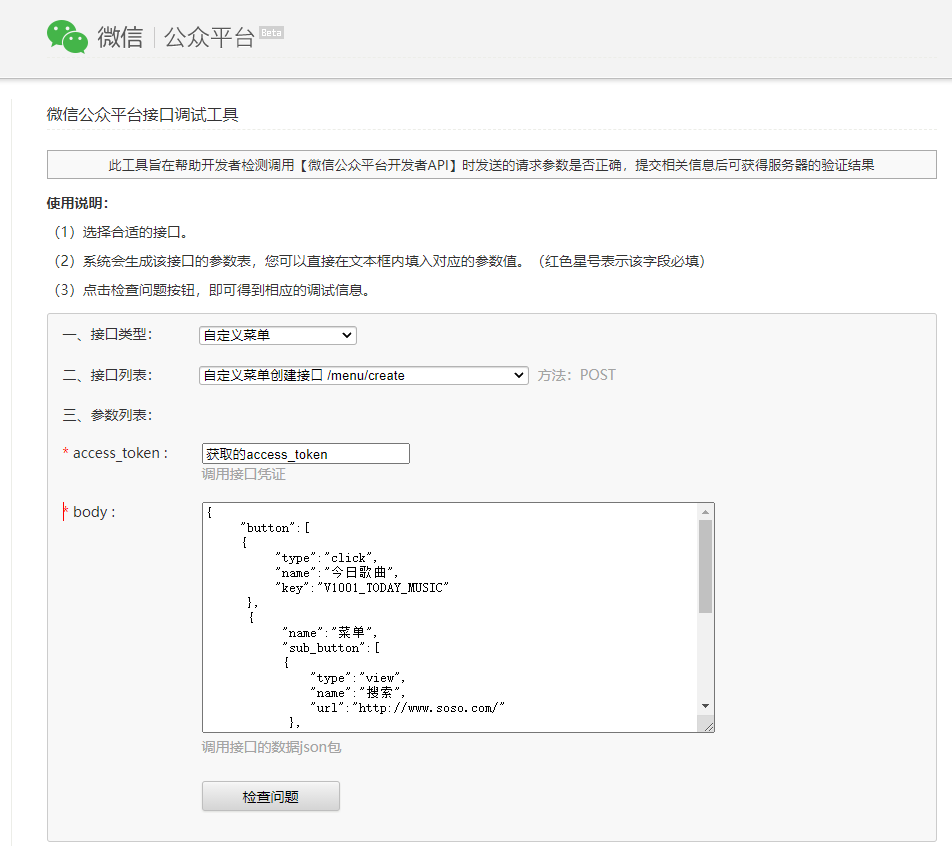 微信 公众平台 Beta
微信公众平台接口调试工具
此工具旨在帮助开发者检测调用【微信公众平台开发者API】时发送的请求参数是否正确，提交相关信息后可获得服务器的验证结果
使用说明：
（1）选择合适的接口。
（2）系统会生成该接口的参数表，您可以直接在文本框内填入对应的参数值。（红色星号表示该字段必填）
（3）点击检查问题按钮，即可得到相应的调试信息。
一、接口类型： 自定义菜单
二、接口列表： 自定义菜单创建接口 /menu/create 方法：POST
三、参数列表：
* access_token : 获取的access_token
调用接口凭证
* body : {
"button":[
{
"type":"click",
"name":"今日歌曲",
"key":"V1001_TODAY_MUSIC"
},
{
"name":"菜单",
"sub_button":[
{
"type":"view",
"name":"搜索",
"url":"http://www.soso.com/"
},
调用接口的数据json包
检查问题